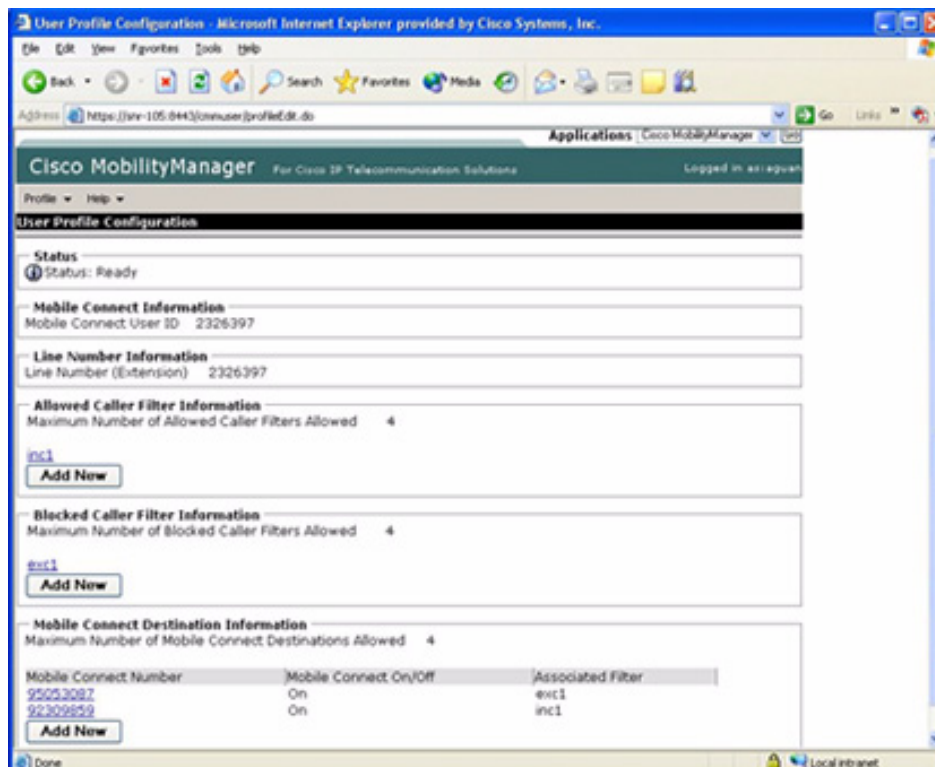 User Profile Configuration - Microsoft Internet Explorer provided by Cisco Systems, Inc.
File Edit View Favorites Tools Help
Back Search Favorites Media
Address https://snr-105:8443/cmmuser/profileEdit.do Go Links »
Applications Cisco MobilityManager Go
Cisco MobilityManager For Cisco IP Telecommunication Solutions Logged in as:
Profile Help
User Profile Configuration
Status
Status: Ready
Mobile Connect Information
Mobile Connect User ID 2326397
Line Number Information
Line Number (Extension) 2326397
Allowed Caller Filter Information
Maximum Number of Allowed Caller Filters Allowed 4
inc1
Add New
Blocked Caller Filter Information
Maximum Number of Blocked Caller Filters Allowed 4
exc1
Add New
Mobile Connect Destination Information
Maximum Number of Mobile Connect Destinations Allowed 4
Mobile Connect Number Mobile Connect On/Off Associated Filter
95053087 On exc1
92309859 On inc1
Add New
Done Local intranet